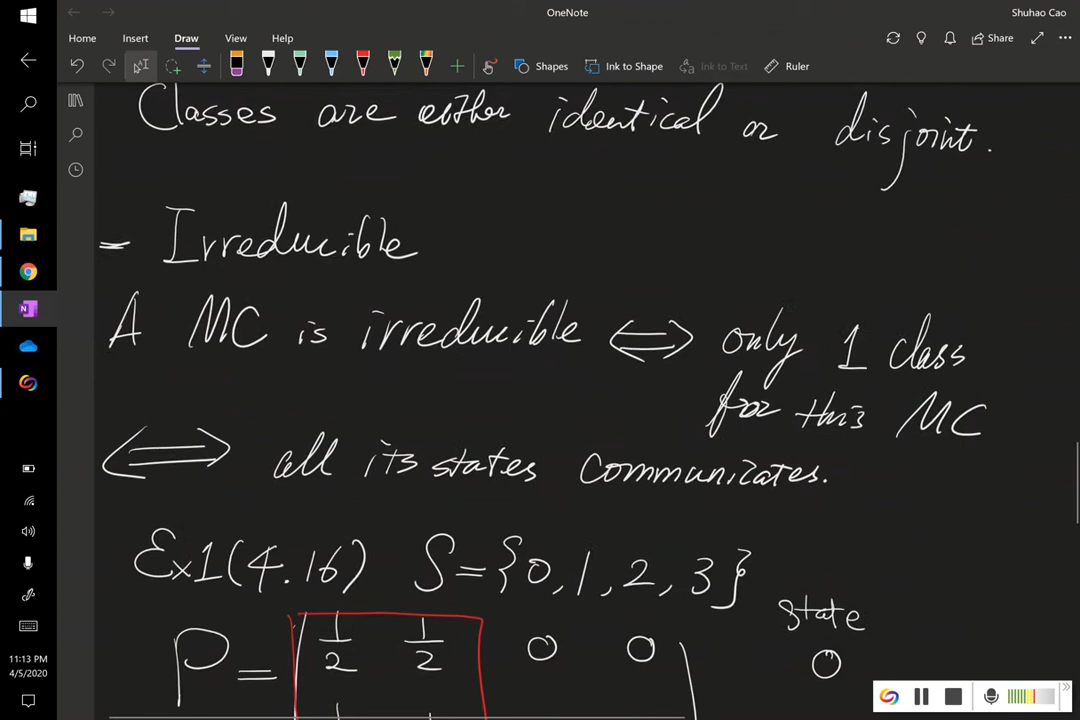 OneNote
Shuhao Cao
Home Insert Draw View Help
Share
Shapes Ink to Shape Ink to Text Ruler
Classes are either identical or disjoint.
- Irreducible
A MC is irreducible ⟺ only 1 class
for this MC
⟺ all its states communicates.
Ex1(4.16) S={0,1,2,3}
state
P = 1/2 1/2 0 0
0
11:13 PM
4/5/2020